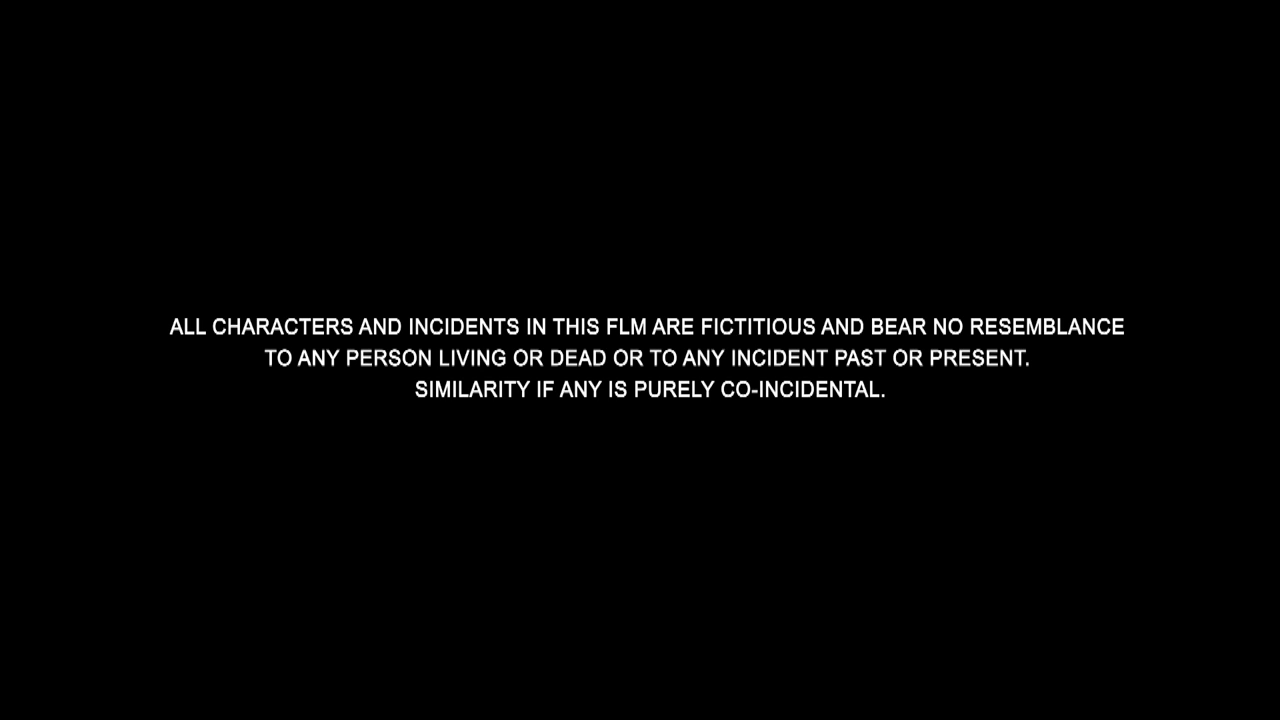 ALL CHARACTERS AND INCIDENTS IN THIS FLM ARE FICTITIOUS AND BEAR NO RESEMBLANCE
TO ANY PERSON LIVING OR DEAD OR TO ANY INCIDENT PAST OR PRESENT.
SIMILARITY IF ANY IS PURELY CO-INCIDENTAL.